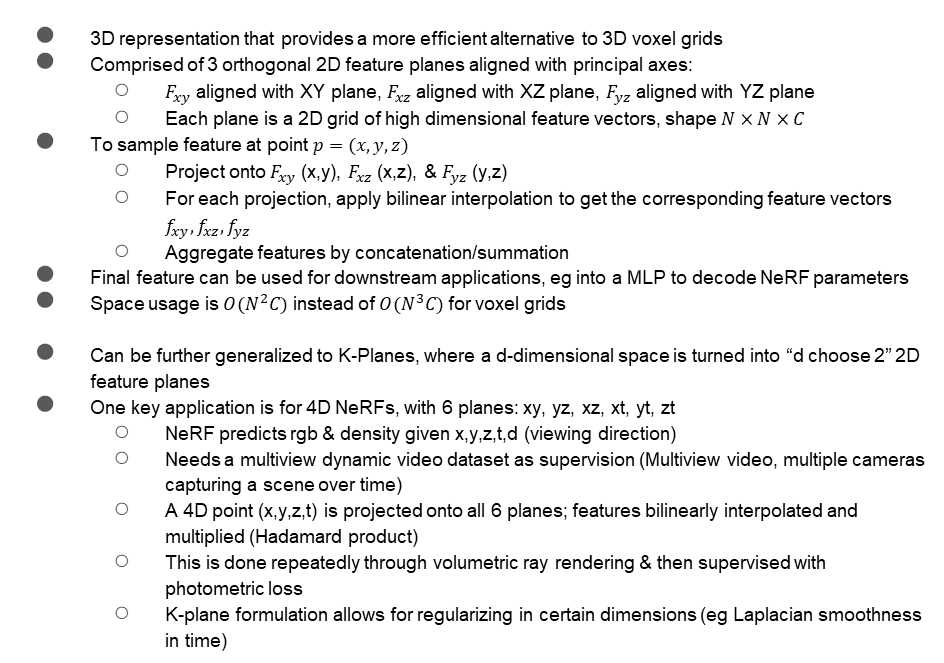 3D representation that provides a more efficient alternative to 3D voxel grids
Comprised of 3 orthogonal 2D feature planes aligned with principal axes:
F_xy aligned with XY plane, F_xz aligned with XZ plane, F_yz aligned with YZ plane
Each plane is a 2D grid of high dimensional feature vectors, shape N × N × C
To sample feature at point p = (x, y, z)
Project onto F_xy (x,y), F_xz (x,z), & F_yz (y,z)
For each projection, apply bilinear interpolation to get the corresponding feature vectors
f_xy, f_xz, f_yz
Aggregate features by concatenation/summation
Final feature can be used for downstream applications, eg into a MLP to decode NeRF parameters
Space usage is O(N²C) instead of O(N³C) for voxel grids
Can be further generalized to K-Planes, where a d-dimensional space is turned into “d choose 2” 2D
feature planes
One key application is for 4D NeRFs, with 6 planes: xy, yz, xz, xt, yt, zt
NeRF predicts rgb & density given x,y,z,t,d (viewing direction)
Needs a multiview dynamic video dataset as supervision (Multiview video, multiple cameras
capturing a scene over time)
A 4D point (x,y,z,t) is projected onto all 6 planes; features bilinearly interpolated and
multiplied (Hadamard product)
This is done repeatedly through volumetric ray rendering & then supervised with
photometric loss
K-plane formulation allows for regularizing in certain dimensions (eg Laplacian smoothness
in time)